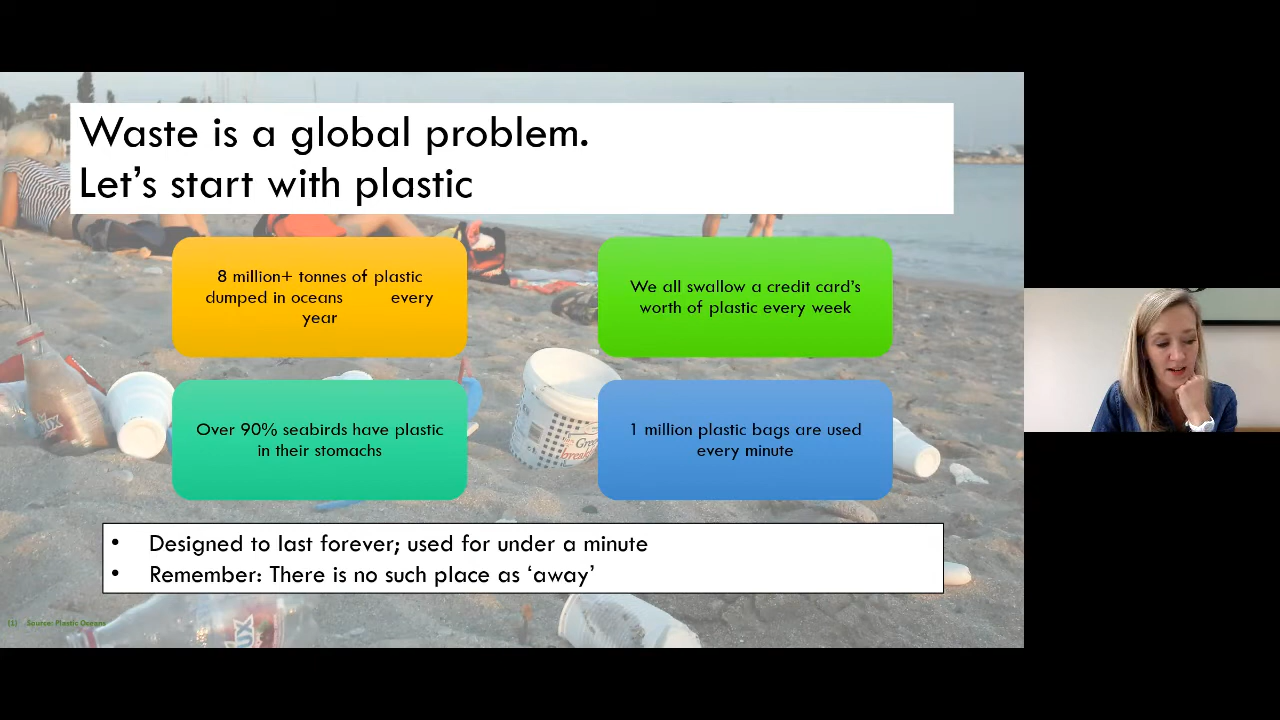 Waste is a global problem.
Let's start with plastic
8 million+ tonnes of plastic
dumped in oceans every
year
We all swallow a credit card's
worth of plastic every week
Over 90% seabirds have plastic
in their stomachs
1 million plastic bags are used
every minute
• Designed to last forever; used for under a minute
• Remember: There is no such place as 'away'
(1) Source: Plastic Oceans